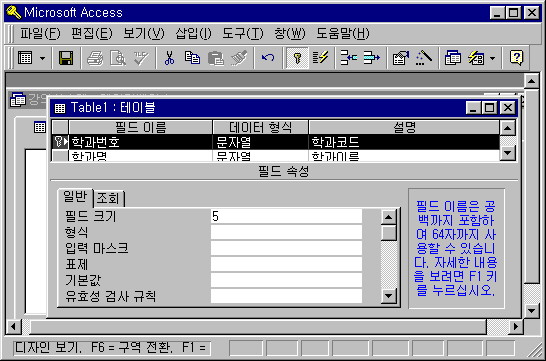 Microsoft Access
파일(F) 편집(E) 보기(V) 삽입(I) 도구(T) 창(W) 도움말(H)
Table1 : 테이블
필드 이름 데이터 형식 설명
학과번호 문자열 학과코드
학과명 문자열 학과이름
필드 속성
일반 조회
필드 크기 5
형식
입력 마스크
표제
기본값
유효성 검사 규칙
필드 이름은 공
백까지 포함하
여 64자까지 사
용할 수 있습니
다. 자세한 내용
을 보려면 F1 키
를 누르십시오.
디자인 보기. F6 = 구역 전환. F1 =